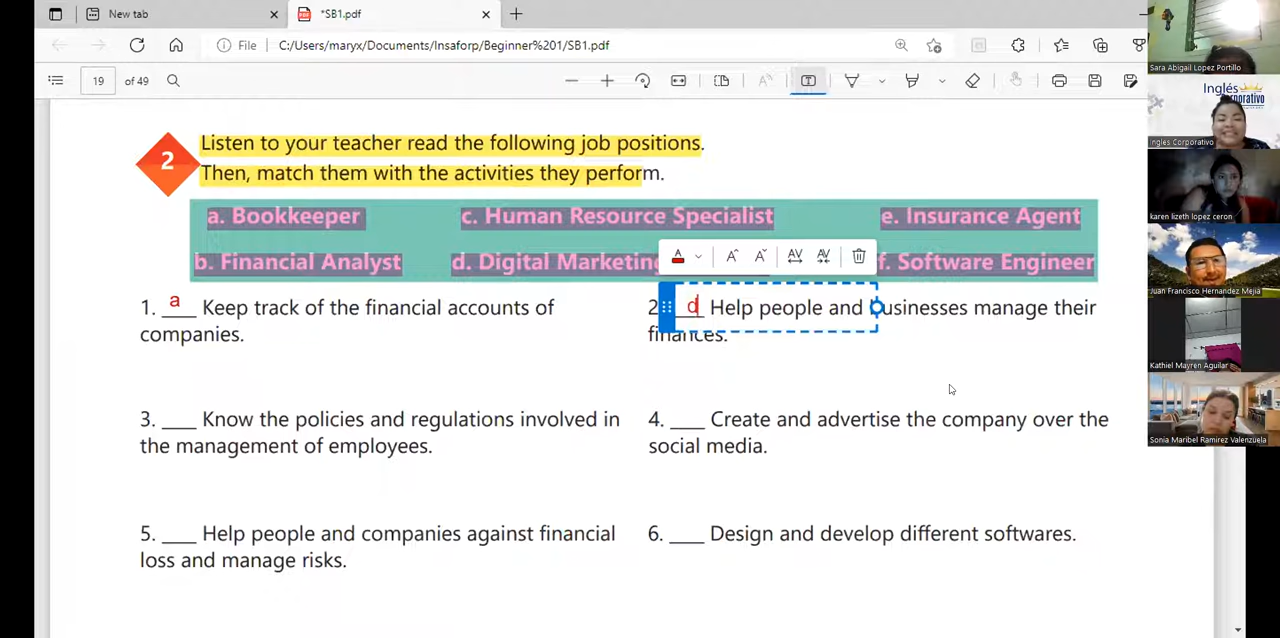 New tab
*SB1.pdf
File C:/Users/maryx/Documents/Insaforp/Beginner%201/SB1.pdf
19 of 49
2
Listen to your teacher read the following job positions.
Then, match them with the activities they perform.
a. Bookkeeper c. Human Resource Specialist e. Insurance Agent
b. Financial Analyst d. Digital Marketing f. Software Engineer
1. a Keep track of the financial accounts of
companies.
2 d Help people and businesses manage their
finances.
3. ___ Know the policies and regulations involved in
the management of employees.
4. ___ Create and advertise the company over the
social media.
5. ___ Help people and companies against financial
loss and manage risks.
6. ___ Design and develop different softwares.
Sara Abigail Lopez Portillo
Inglés
Corporativo
Ingles Corporativo
karen lizeth lopez ceron
Juan Francisco Hernandez Mejia
Kathiel Mayren Aguilar
Sonia Maribel Ramirez Valenzuela